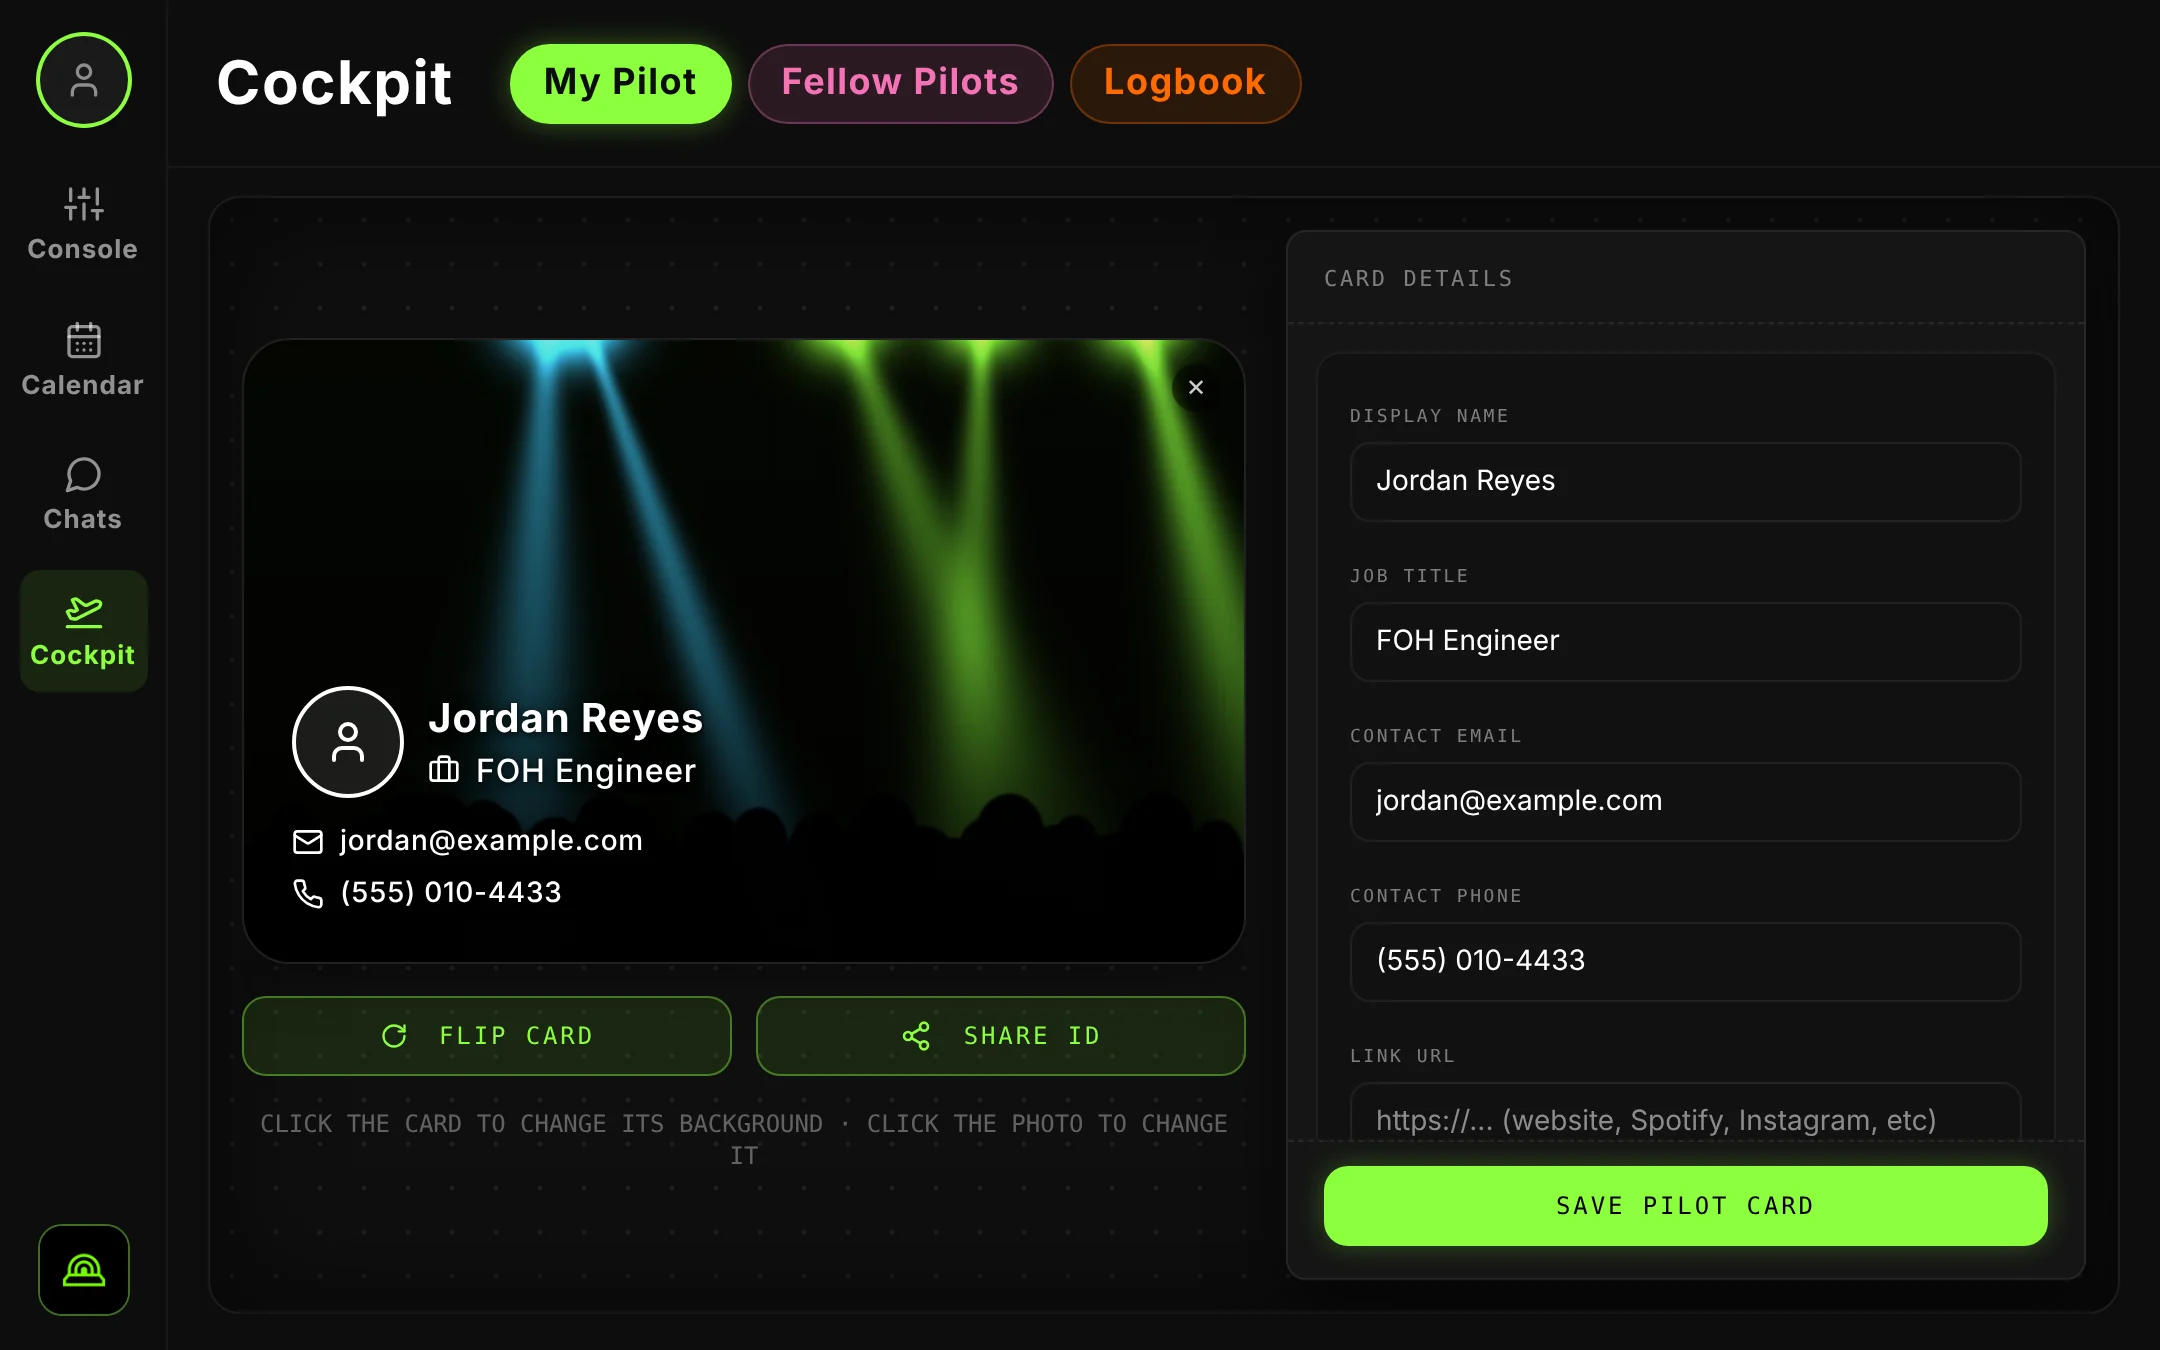 Cockpit
My Pilot
Fellow Pilots
Logbook
Console
Calendar
Chats
Cockpit
Jordan Reyes
FOH Engineer
jordan@example.com
(555) 010-4433
FLIP CARD
SHARE ID
CLICK THE CARD TO CHANGE ITS BACKGROUND · CLICK THE PHOTO TO CHANGE
IT
CARD DETAILS
DISPLAY NAME
Jordan Reyes
JOB TITLE
FOH Engineer
CONTACT EMAIL
jordan@example.com
CONTACT PHONE
(555) 010-4433
LINK URL
https://... (website, Spotify, Instagram, etc)
SAVE PILOT CARD